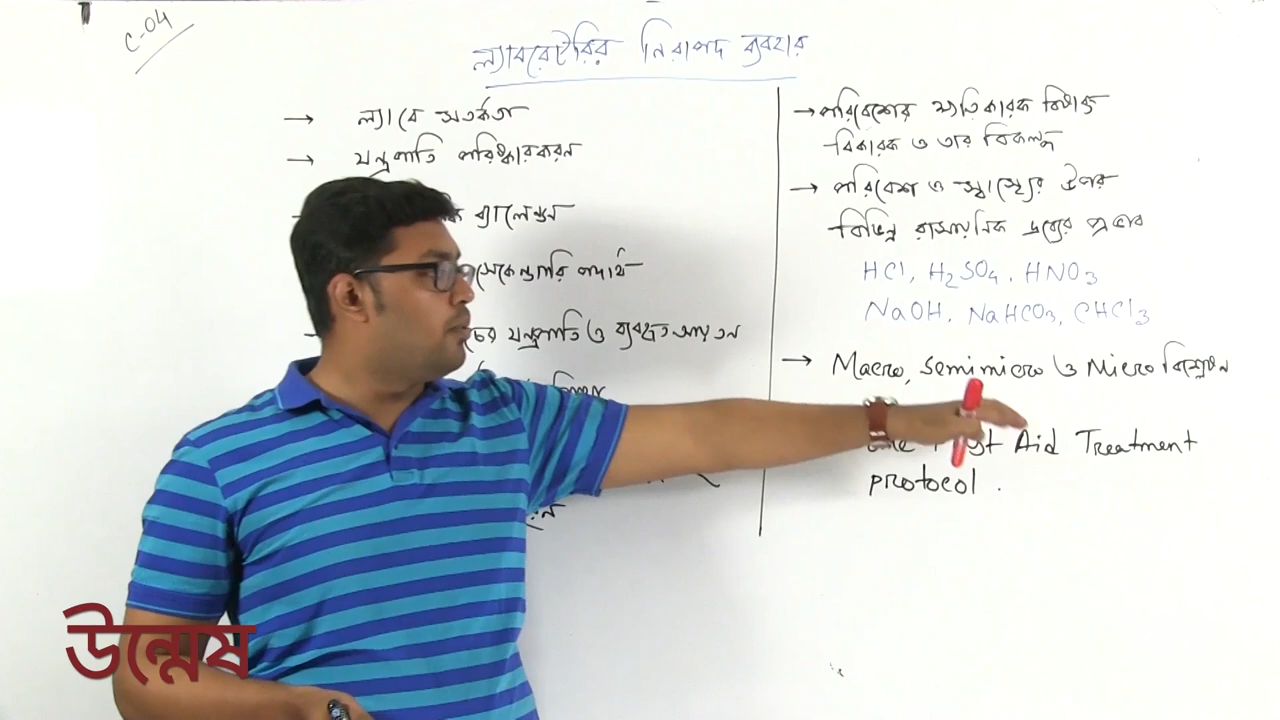 C-04
ল্যাবরেটরির নিরাপদ ব্যবহার
→ ল্যাবে সতর্কতা
→ যন্ত্রপাতি পরিষ্কারকরন
ব্যালেন্স
সেকেন্ডারি পদার্থ
যন্ত্রপাতি ও ব্যবহৃত আয়তন
→ পরিবেশের ক্ষতিকারক বিষাক্ত
বিকারক ও তার বিকল্প
→ পরিবেশ ও স্বাস্থ্যের উপর
বিভিন্ন রাসায়নিক দ্রব্যের প্রভাব
HCl, H₂SO₄, HNO₃
NaOH, NaHCO₃, CHCl₃
→ Macro, Semimicro ও Micro বিশ্লেষন
Aid Treatment
protocol.
উন্মেষ